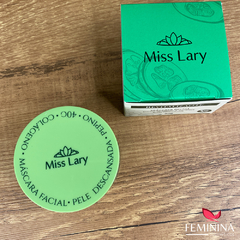 Miss Lary
Miss Lary
MÁSCARA FACIAL • PELE DESCANSADA • PEPINO • 40G • COLÁGENO •
FEMININA